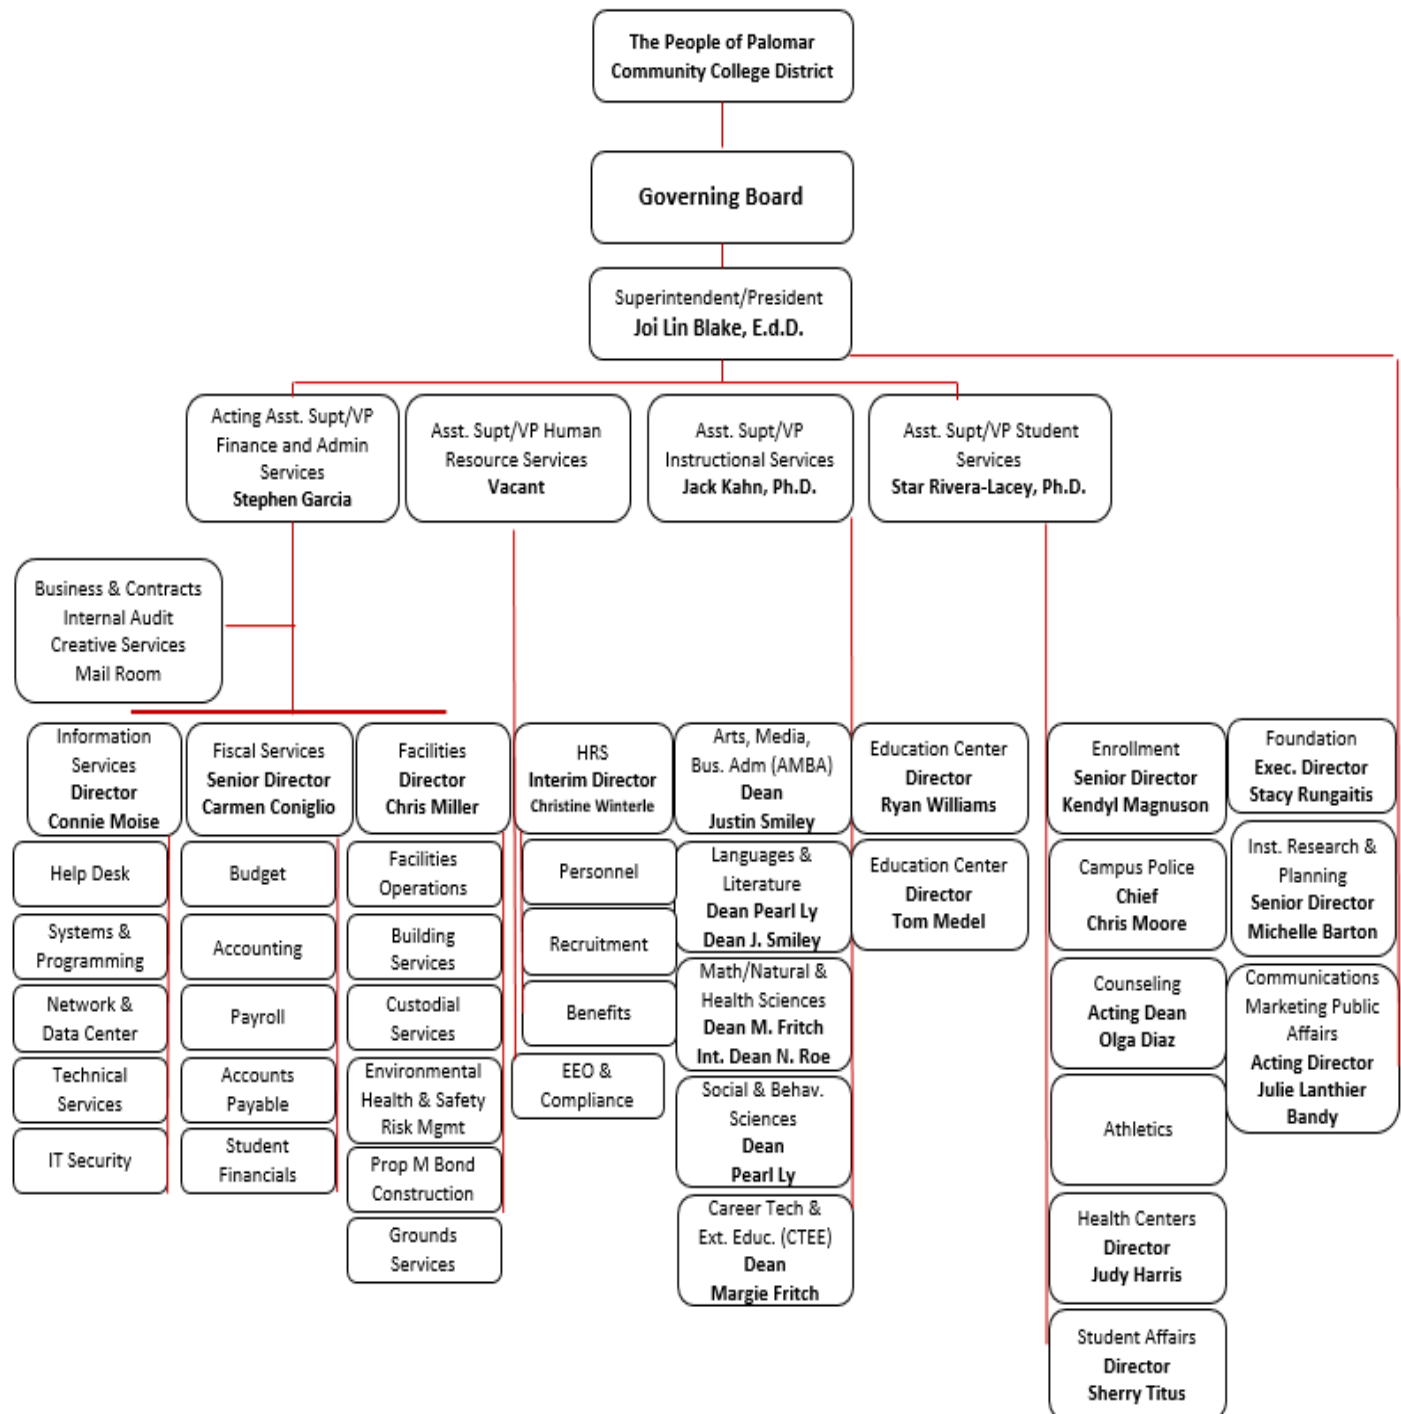 The People of Palomar
Community College District
Governing Board
Superintendent/President
Joi Lin Blake, E.d.D.
Acting Asst. Supt/VP
Finance and Admin
Services
Stephen Garcia
Asst. Supt/VP Human
Resource Services
Vacant
Asst. Supt/VP
Instructional Services
Jack Kahn, Ph.D.
Asst. Supt/VP Student
Services
Star Rivera-Lacey, Ph.D.
Business & Contracts
Internal Audit
Creative Services
Mail Room
Information
Services
Director
Connie Moise
Help Desk
Systems &
Programming
Network &
Data Center
Technical
Services
IT Security
Fiscal Services
Senior Director
Carmen Coniglio
Budget
Accounting
Payroll
Accounts
Payable
Student
Financials
Facilities
Director
Chris Miller
Facilities
Operations
Building
Services
Custodial
Services
Environmental
Health & Safety
Risk Mgmt
Prop M Bond
Construction
Grounds
Services
HRS
Interim Director
Christine Winterle
Personnel
Recruitment
Benefits
EEO &
Compliance
Arts, Media,
Bus. Adm (AMBA)
Dean
Justin Smiley
Languages &
Literature
Dean Pearl Ly
Dean J. Smiley
Math/Natural &
Health Sciences
Dean M. Fritch
Int. Dean N. Roe
Social & Behav.
Sciences
Dean
Pearl Ly
Career Tech &
Ext. Educ. (CTEE)
Dean
Margie Fritch
Education Center
Director
Ryan Williams
Education Center
Director
Tom Medel
Enrollment
Senior Director
Kendyl Magnuson
Campus Police
Chief
Chris Moore
Counseling
Acting Dean
Olga Diaz
Athletics
Health Centers
Director
Judy Harris
Student Affairs
Director
Sherry Titus
Foundation
Exec. Director
Stacy Rungaitis
Inst. Research &
Planning
Senior Director
Michelle Barton
Communications
Marketing Public
Affairs
Acting Director
Julie Lanthier
Bandy